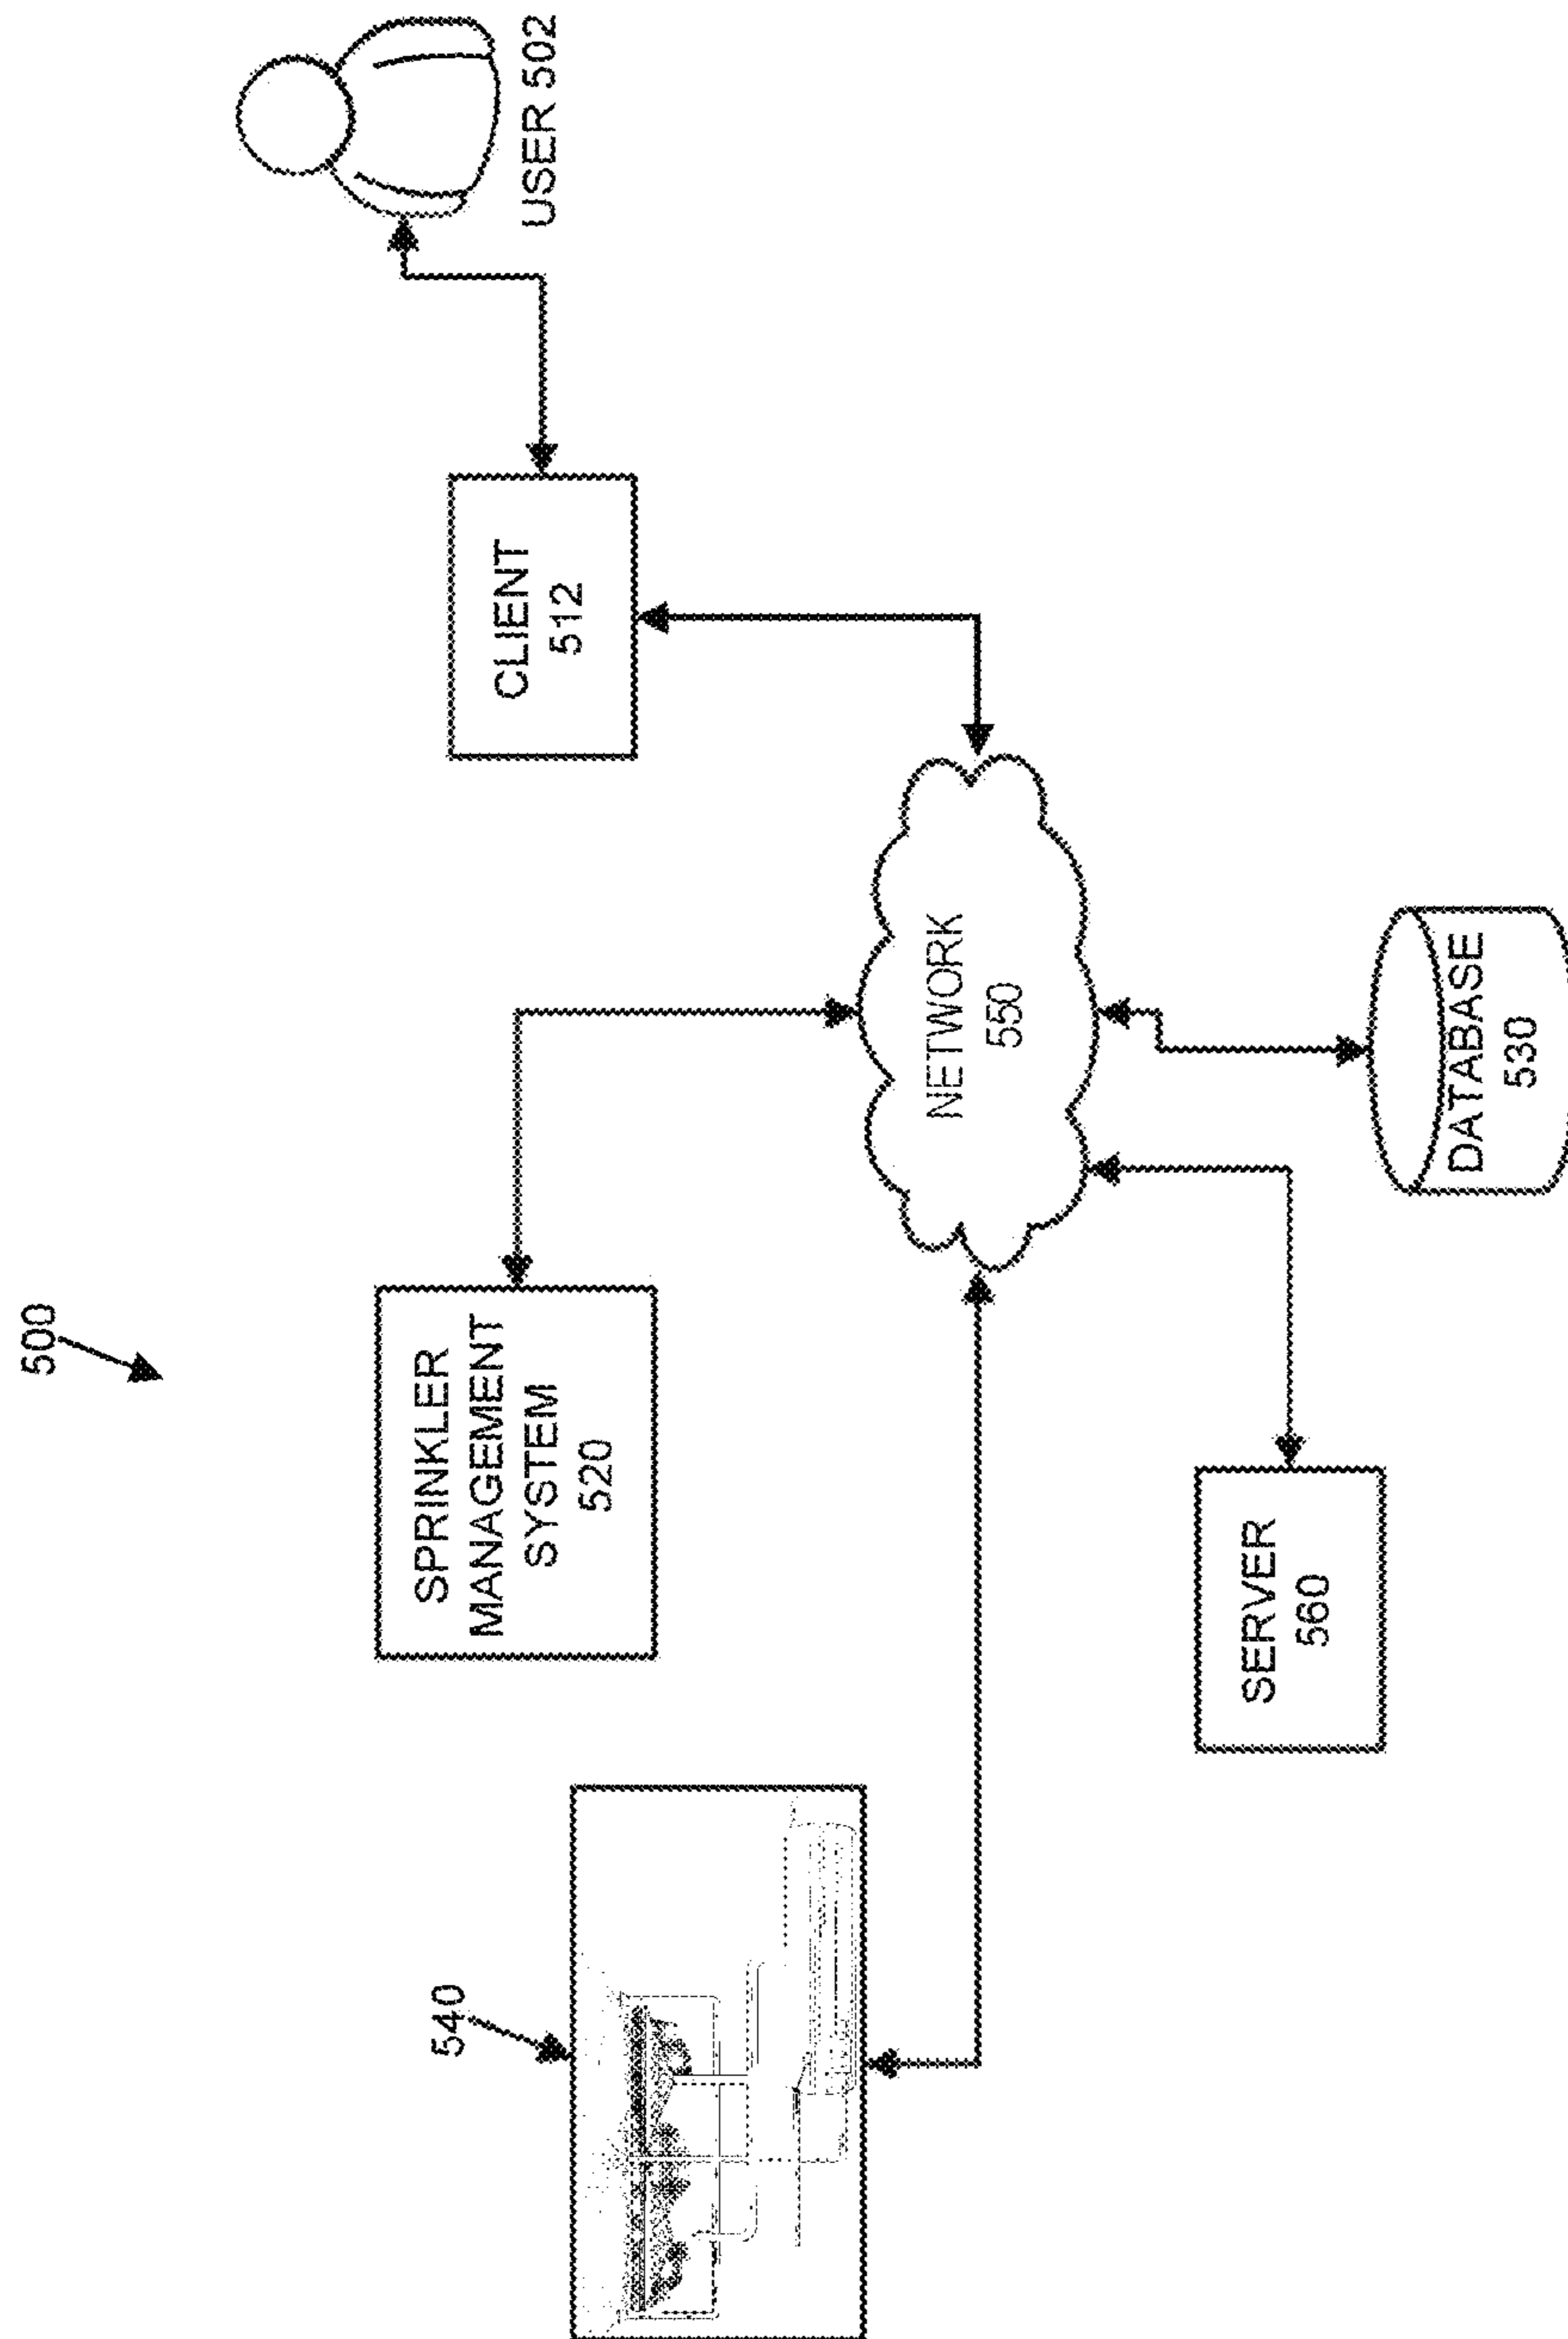 500
USER 502
CLIENT
512
SPRINKLER
MANAGEMENT
SYSTEM
520
540
NETWORK
550
SERVER
560
DATABASE
530